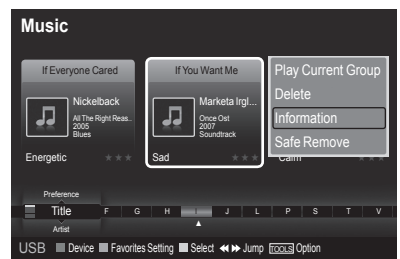 Music
If Everyone Cared
Nickelback
All The Right Reas..
2005
Blues
Energetic
If You Want Me
Marketa Irgl...
Once Ost
2007
Soundtrack
Sad
Play Current Group
Delete
Information
Safe Remove
Calm
Preference
Title F G H I J L P S T V
Artist
USB Device Favorites Setting Select Jump TOOLS Option